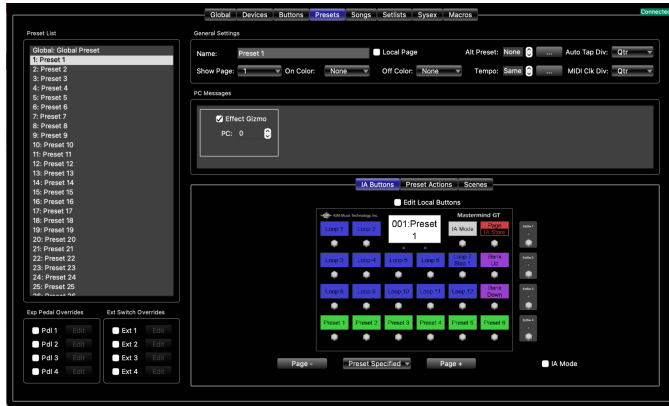 Global Devices Buttons Presets Songs Setlists Sysex Macros
Connected
Preset List
Global: Global Preset
1: Preset 1
2: Preset 2
3: Preset 3
4: Preset 4
5: Preset 5
6: Preset 6
7: Preset 7
8: Preset 8
9: Preset 9
10: Preset 10
11: Preset 11
12: Preset 12
13: Preset 13
14: Preset 14
15: Preset 15
16: Preset 16
17: Preset 17
18: Preset 18
19: Preset 19
20: Preset 20
21: Preset 21
22: Preset 22
23: Preset 23
24: Preset 24
25: Preset 25
Exp Pedal Overrides
Pdl 1 Edit
Pdl 2 Edit
Pdl 3 Edit
Pdl 4 Edit
Ext Switch Overrides
Ext 1 Edit
Ext 2 Edit
Ext 3 Edit
Ext 4 Edit
General Settings
Name: Preset 1 Local Page Alt Preset: None ... Auto Tap Div: Qtr
Show Page: 1 On Color: None Off Color: None Tempo: Same ... MIDI Clk Div: Qtr
PC Messages
Effect Gizmo
PC: 0
IA Buttons Preset Actions Scenes
Edit Local Buttons
RJM Music Technology, Inc. Mastermind GT
Loop 1 Loop 2 001:Preset 1 IA Mode Page IA Store
Loop 3 Loop 4 Loop 5 Loop 6 Loop 7 Bank Up
Loop 8 Loop 9 Loop 10 Loop 11 Loop 12 Bank Down
Preset 1 Preset 2 Preset 3 Preset 4 Preset 5 Preset 6
Page - Preset Specified Page + IA Mode